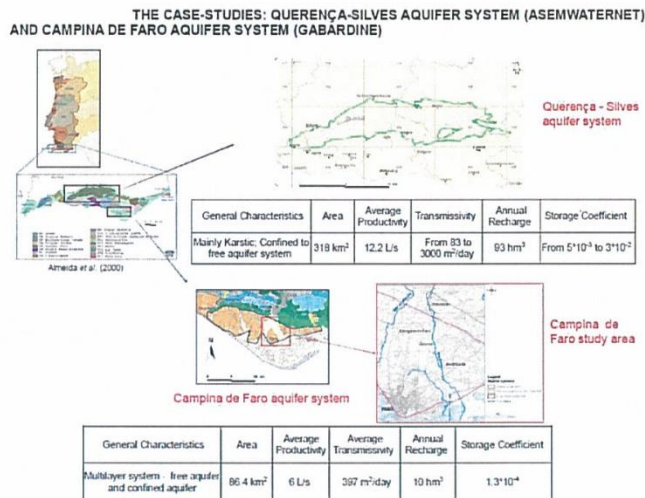 THE CASE-STUDIES: QUERENÇA-SILVES AQUIFER SYSTEM (ASEMWATERNET)
AND CAMPINA DE FARO AQUIFER SYSTEM (GABARDINE)
Querença - Silves
aquifer system
General Characteristics Area Average Productivity Transmissivity Annual Recharge Storage Coefficient
Mainly Karstic; Confined to free aquifer system 318 km² 12.2 L/s From 83 to 3000 m²/day 93 hm³ From 5*10⁻³ to 3*10⁻²
Almeida et al. (2000)
Campina de
Faro study area
Campina de Faro aquifer system
General Characteristics Area Average Productivity Average Transmissivity Annual Recharge Storage Coefficient
Multilayer system - free aquifer and confined aquifer 86.4 km² 6 L/s 397 m²/day 10 hm³ 1.3*10⁻⁴